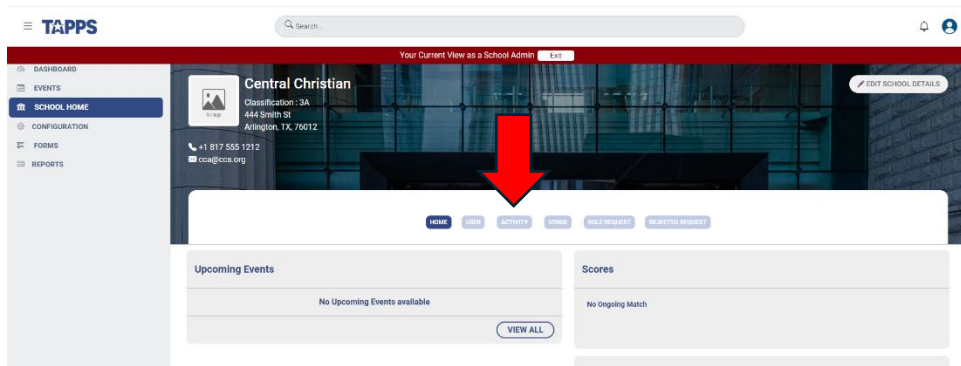 TAPPS
Search...
Your Current View as a School Admin Exit
DASHBOARD
EVENTS
SCHOOL HOME
CONFIGURATION
FORMS
REPORTS
Central Christian
Classification : 3A
444 Smith St
Arlington, TX, 76012
+1 817 555 1212
cca@ccs.org
EDIT SCHOOL DETAILS
HOME USER ACTIVITY VENUE ROLE REQUEST REJECTED REQUEST
Upcoming Events
No Upcoming Events available
VIEW ALL
Scores
No Ongoing Match